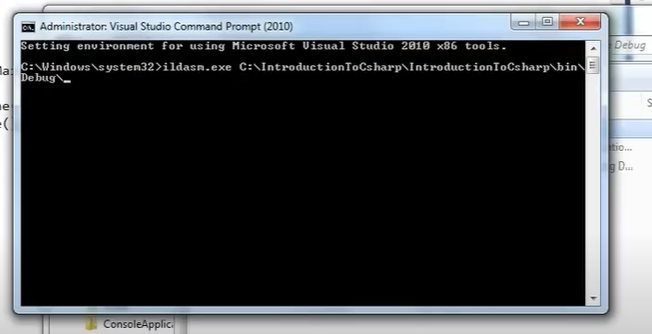 Administrator: Visual Studio Command Prompt (2010)
Setting environment for using Microsoft Visual Studio 2010 x86 tools.
C:\Windows\system32>ildasm.exe C:\IntroductionToCsharp\IntroductionToCsharp\bin\
Debug\_
Debug
ConsoleApplic